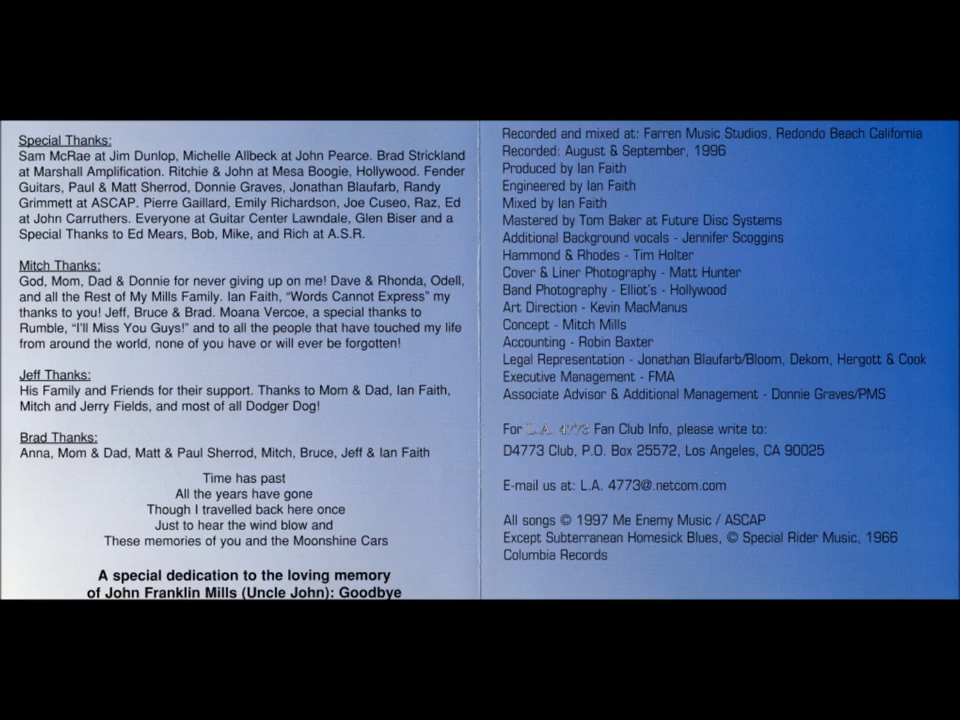 Special Thanks:
Sam McRae at Jim Dunlop, Michelle Allbeck at John Pearce. Brad Strickland
at Marshall Amplification. Ritchie & John at Mesa Boogie, Hollywood. Fender
Guitars, Paul & Matt Sherrod, Donnie Graves, Jonathan Blaufarb, Randy
Grimmett at ASCAP. Pierre Gaillard, Emily Richardson, Joe Cuseo, Raz, Ed
at John Carruthers. Everyone at Guitar Center Lawndale, Glen Biser and a
Special Thanks to Ed Mears, Bob, Mike, and Rich at A.S.R.
Mitch Thanks:
God, Mom, Dad & Donnie for never giving up on me! Dave & Rhonda, Odell,
and all the Rest of My Mills Family. Ian Faith, “Words Cannot Express” my
thanks to you! Jeff, Bruce & Brad. Moana Vercoe, a special thanks to
Rumble, “I’ll Miss You Guys!” and to all the people that have touched my life
from around the world, none of you have or will ever be forgotten!
Jeff Thanks:
His Family and Friends for their support. Thanks to Mom & Dad, Ian Faith,
Mitch and Jerry Fields, and most of all Dodger Dog!
Brad Thanks:
Anna, Mom & Dad, Matt & Paul Sherrod, Mitch, Bruce, Jeff & Ian Faith
Time has past
All the years have gone
Though I travelled back here once
Just to hear the wind blow and
These memories of you and the Moonshine Cars
A special dedication to the loving memory
of John Franklin Mills (Uncle John): Goodbye
Recorded and mixed at: Farren Music Studios, Redondo Beach California
Recorded: August & September, 1996
Produced by Ian Faith
Engineered by Ian Faith
Mixed by Ian Faith
Mastered by Tom Baker at Future Disc Systems
Additional Background vocals - Jennifer Scoggins
Hammond & Rhodes - Tim Holter
Cover & Liner Photography - Matt Hunter
Band Photography - Elliot's - Hollywood
Art Direction - Kevin MacManus
Concept - Mitch Mills
Accounting - Robin Baxter
Legal Representation - Jonathan Blaufarb/Bloom, Dekom, Hergott & Cook
Executive Management - FMA
Associate Advisor & Additional Management - Donnie Graves/PMS
For L.A. 4773 Fan Club Info, please write to:
D4773 Club, P.O. Box 25572, Los Angeles, CA 90025
E-mail us at: L.A. 4773@.netcom.com
All songs © 1997 Me Enemy Music / ASCAP
Except Subterranean Homesick Blues, © Special Rider Music, 1966
Columbia Records